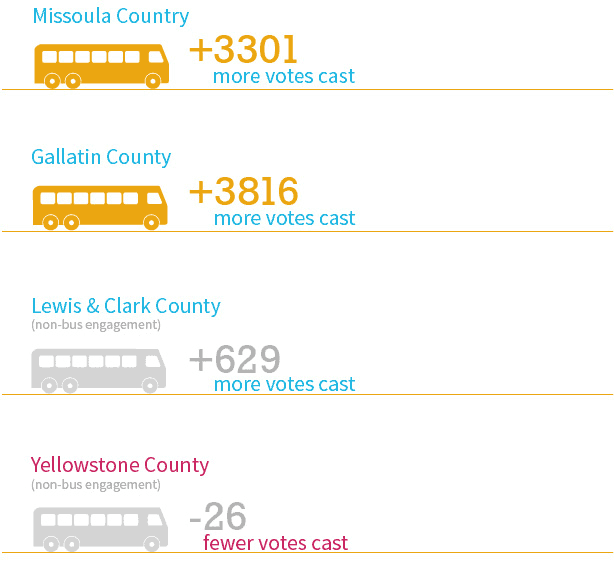 Missoula Country
+3301
more votes cast
Gallatin County
+3816
more votes cast
Lewis & Clark County
(non-bus engagement)
+629
more votes cast
Yellowstone County
(non-bus engagement)
-26
fewer votes cast